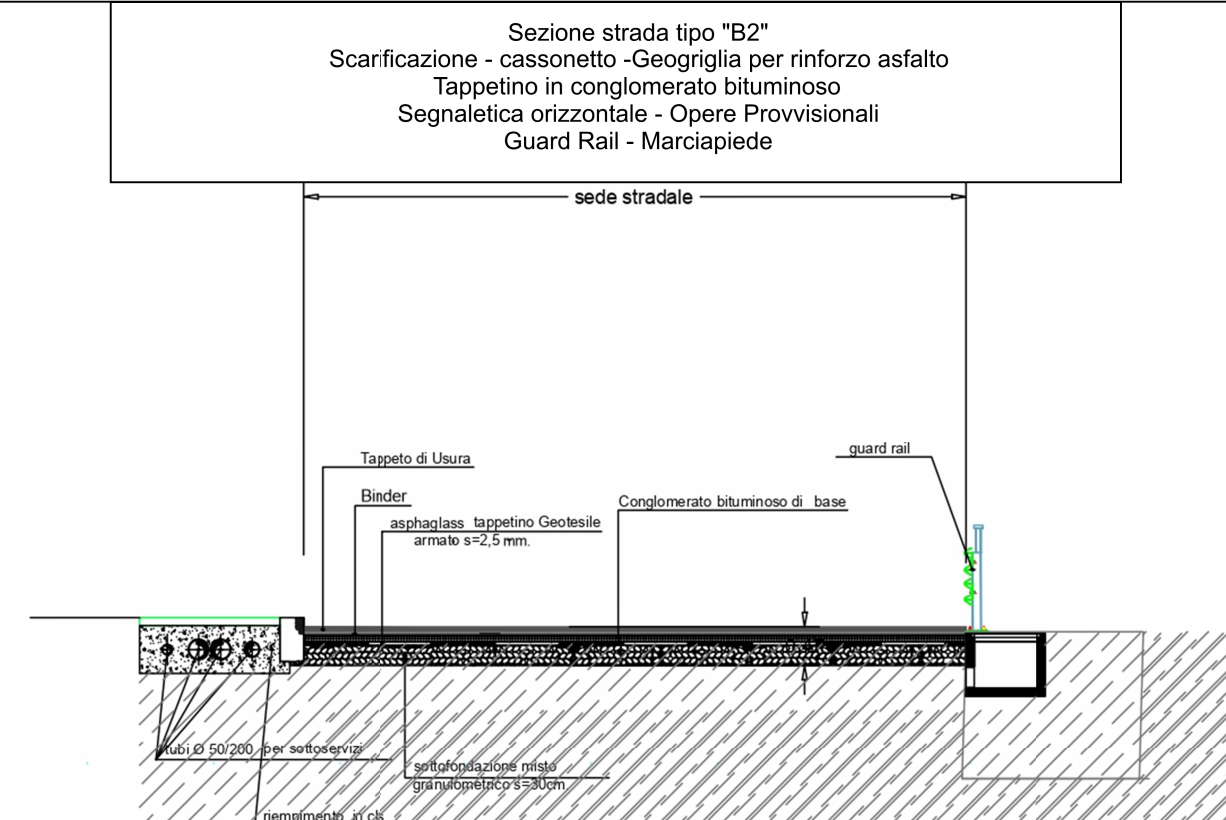 Sezione strada tipo "B2"
Scarificazione - cassonetto -Geogriglia per rinforzo asfalto
Tappetino in conglomerato bituminoso
Segnaletica orizzontale - Opere Provvisionali
Guard Rail - Marciapiede
sede stradale
Tappeto di Usura
guard rail
Binder
Conglomerato bituminoso di base
asphaglass tappetino Geotesile
armato s=2,5 mm.
tubi Ø 50/200 per sottoservizi
sottofondazione misto
granulometrico s=30cm
riempimento in cls